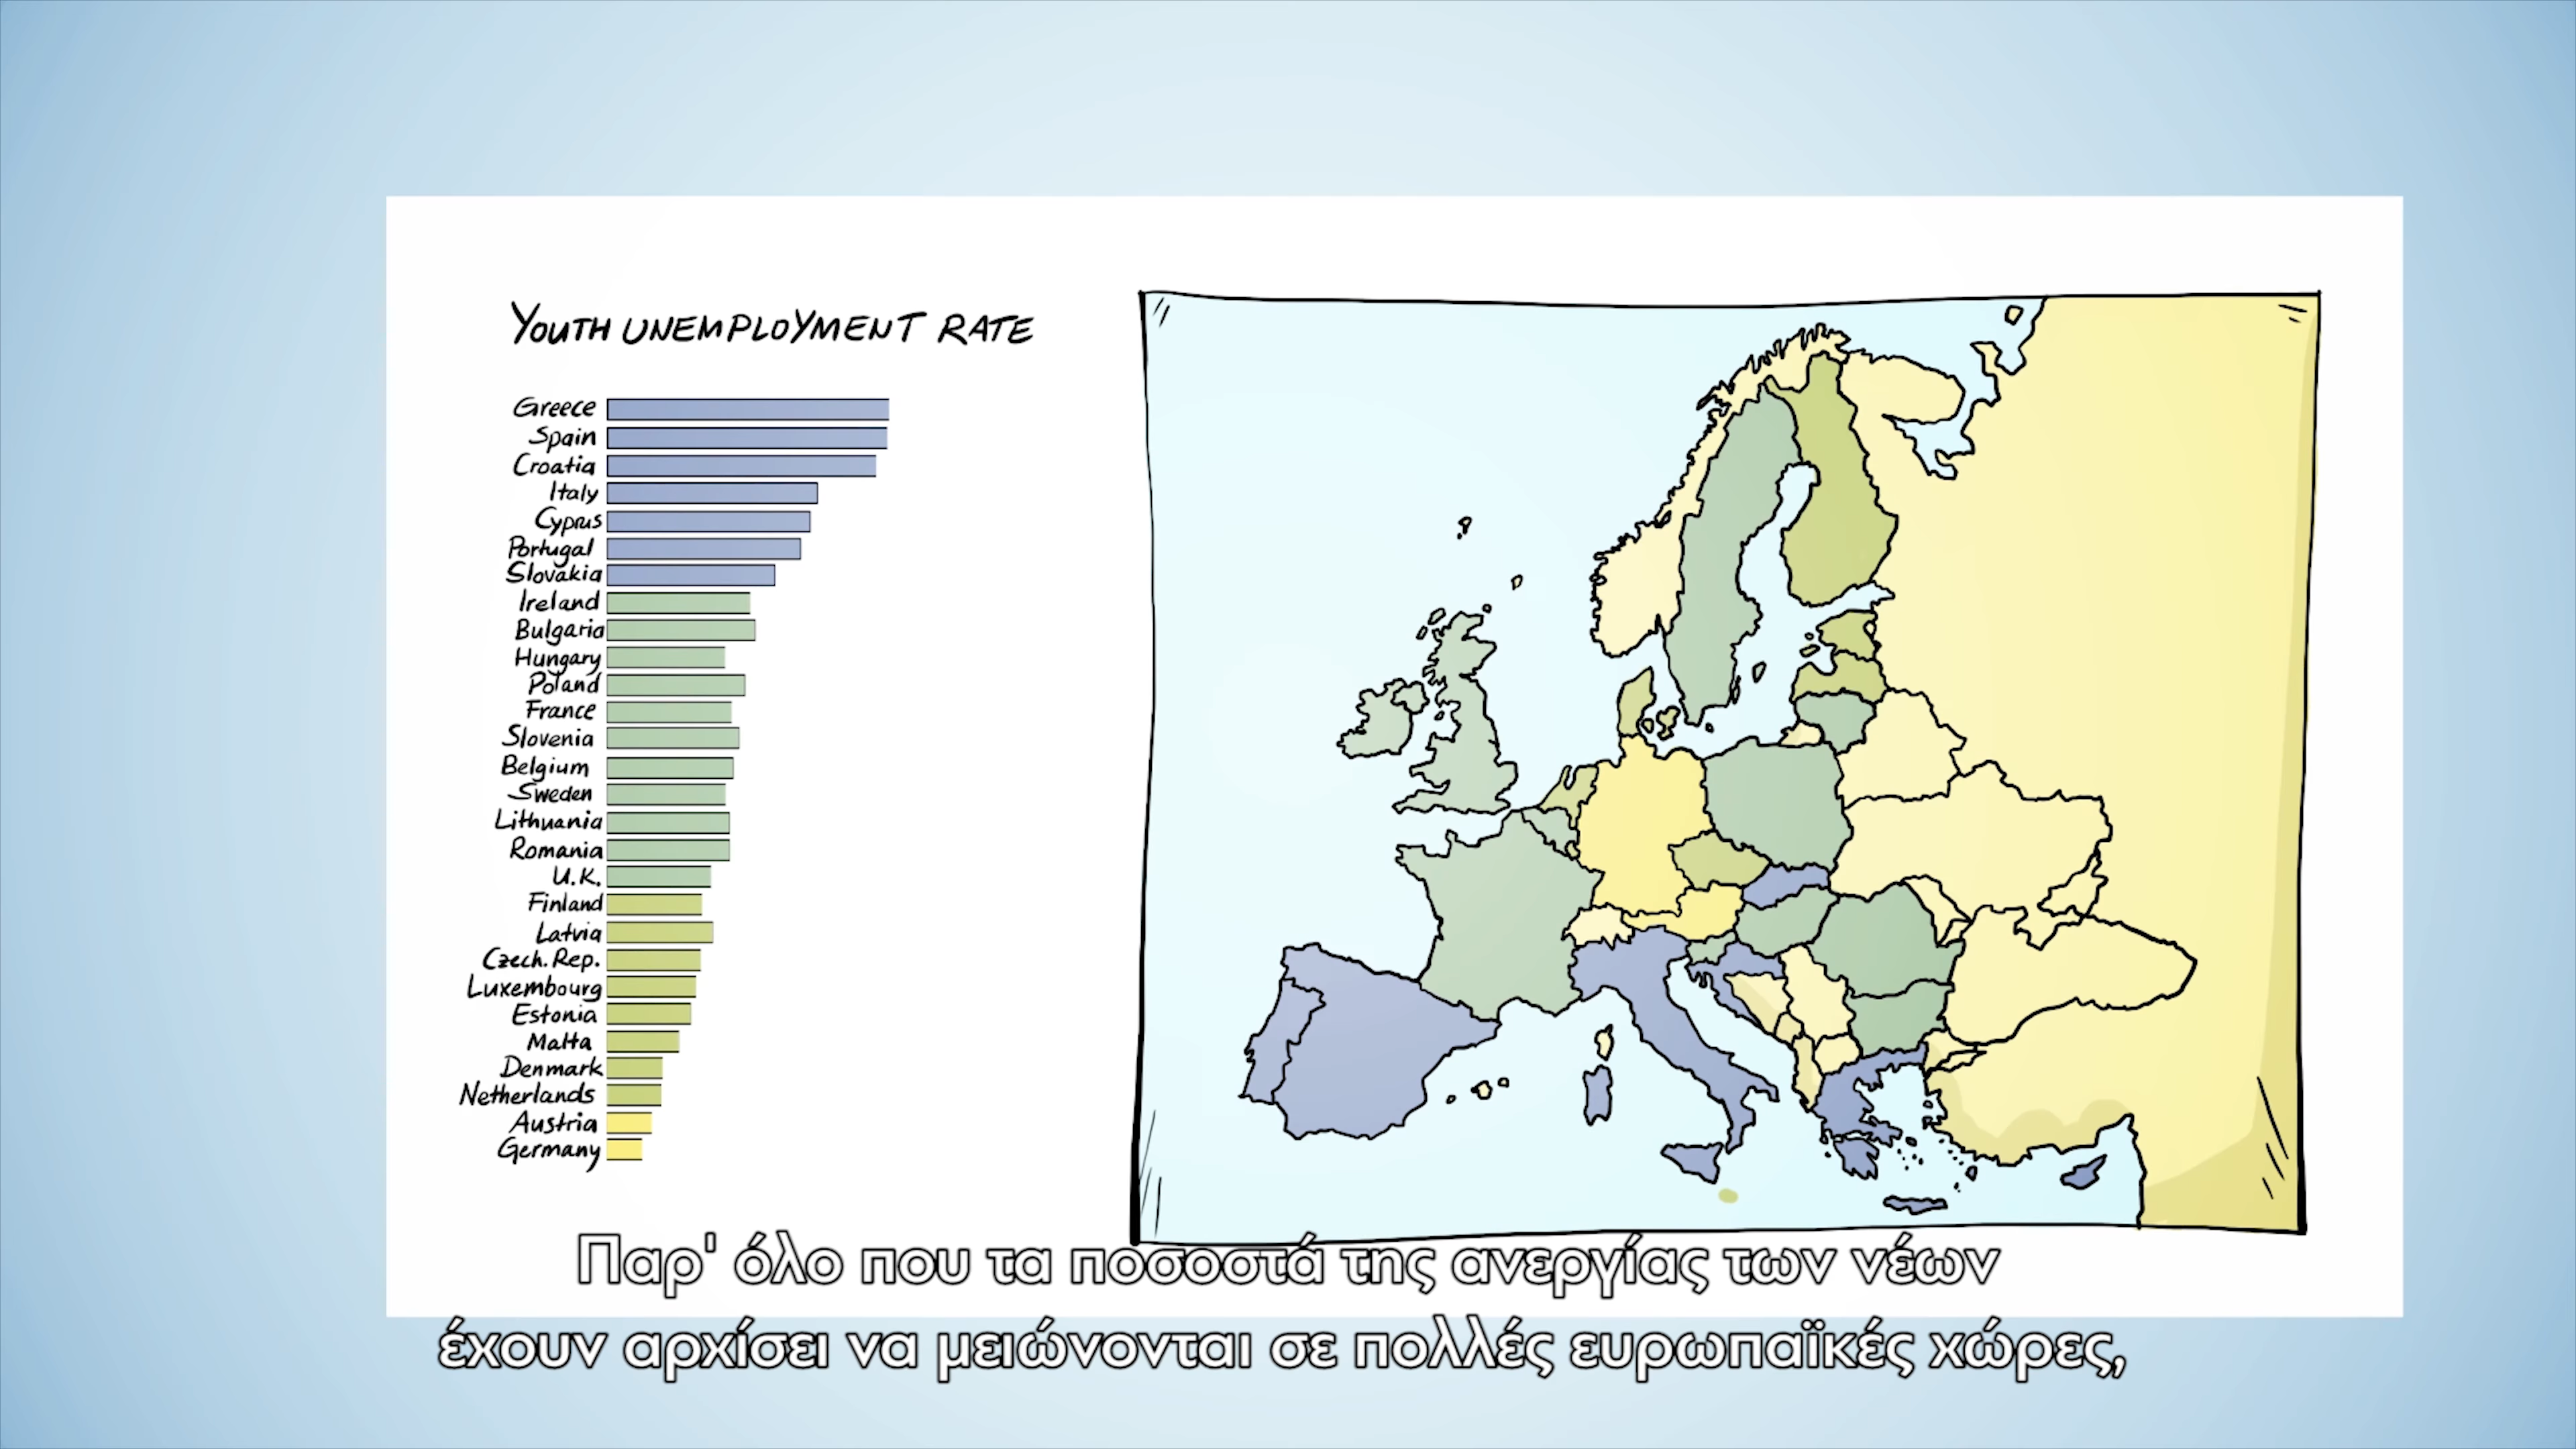 YOUTH UNEMPLOYMENT RATE
Greece
Spain
Croatia
Italy
Cyprus
Portugal
Slovakia
Ireland
Bulgaria
Hungary
Poland
France
Slovenia
Belgium
Sweden
Lithuania
Romania
U.K.
Finland
Latvia
Czech. Rep.
Luxembourg
Estonia
Malta
Denmark
Netherlands
Austria
Germany
Παρ' όλο που τα ποσοστά της ανεργίας των νέων
έχουν αρχίσει να μειώνονται σε πολλές ευρωπαϊκές χώρες,